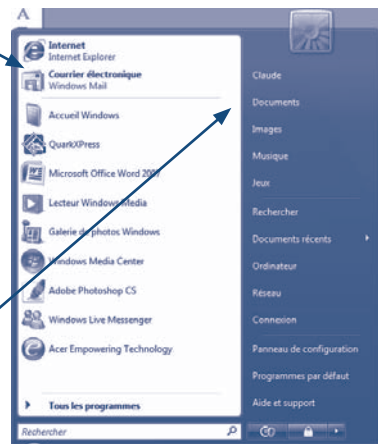 A
Internet
Internet Explorer
Courrier électronique
Windows Mail
Accueil Windows
QuarkXPress
Microsoft Office Word 2007
Lecteur Windows Media
Galerie de photos Windows
Windows Media Center
Adobe Photoshop CS
Windows Live Messenger
Acer Empowering Technology
Tous les programmes
Rechercher
Claude
Documents
Images
Musique
Jeux
Rechercher
Documents récents
Ordinateur
Réseau
Connexion
Panneau de configuration
Programmes par défaut
Aide et support